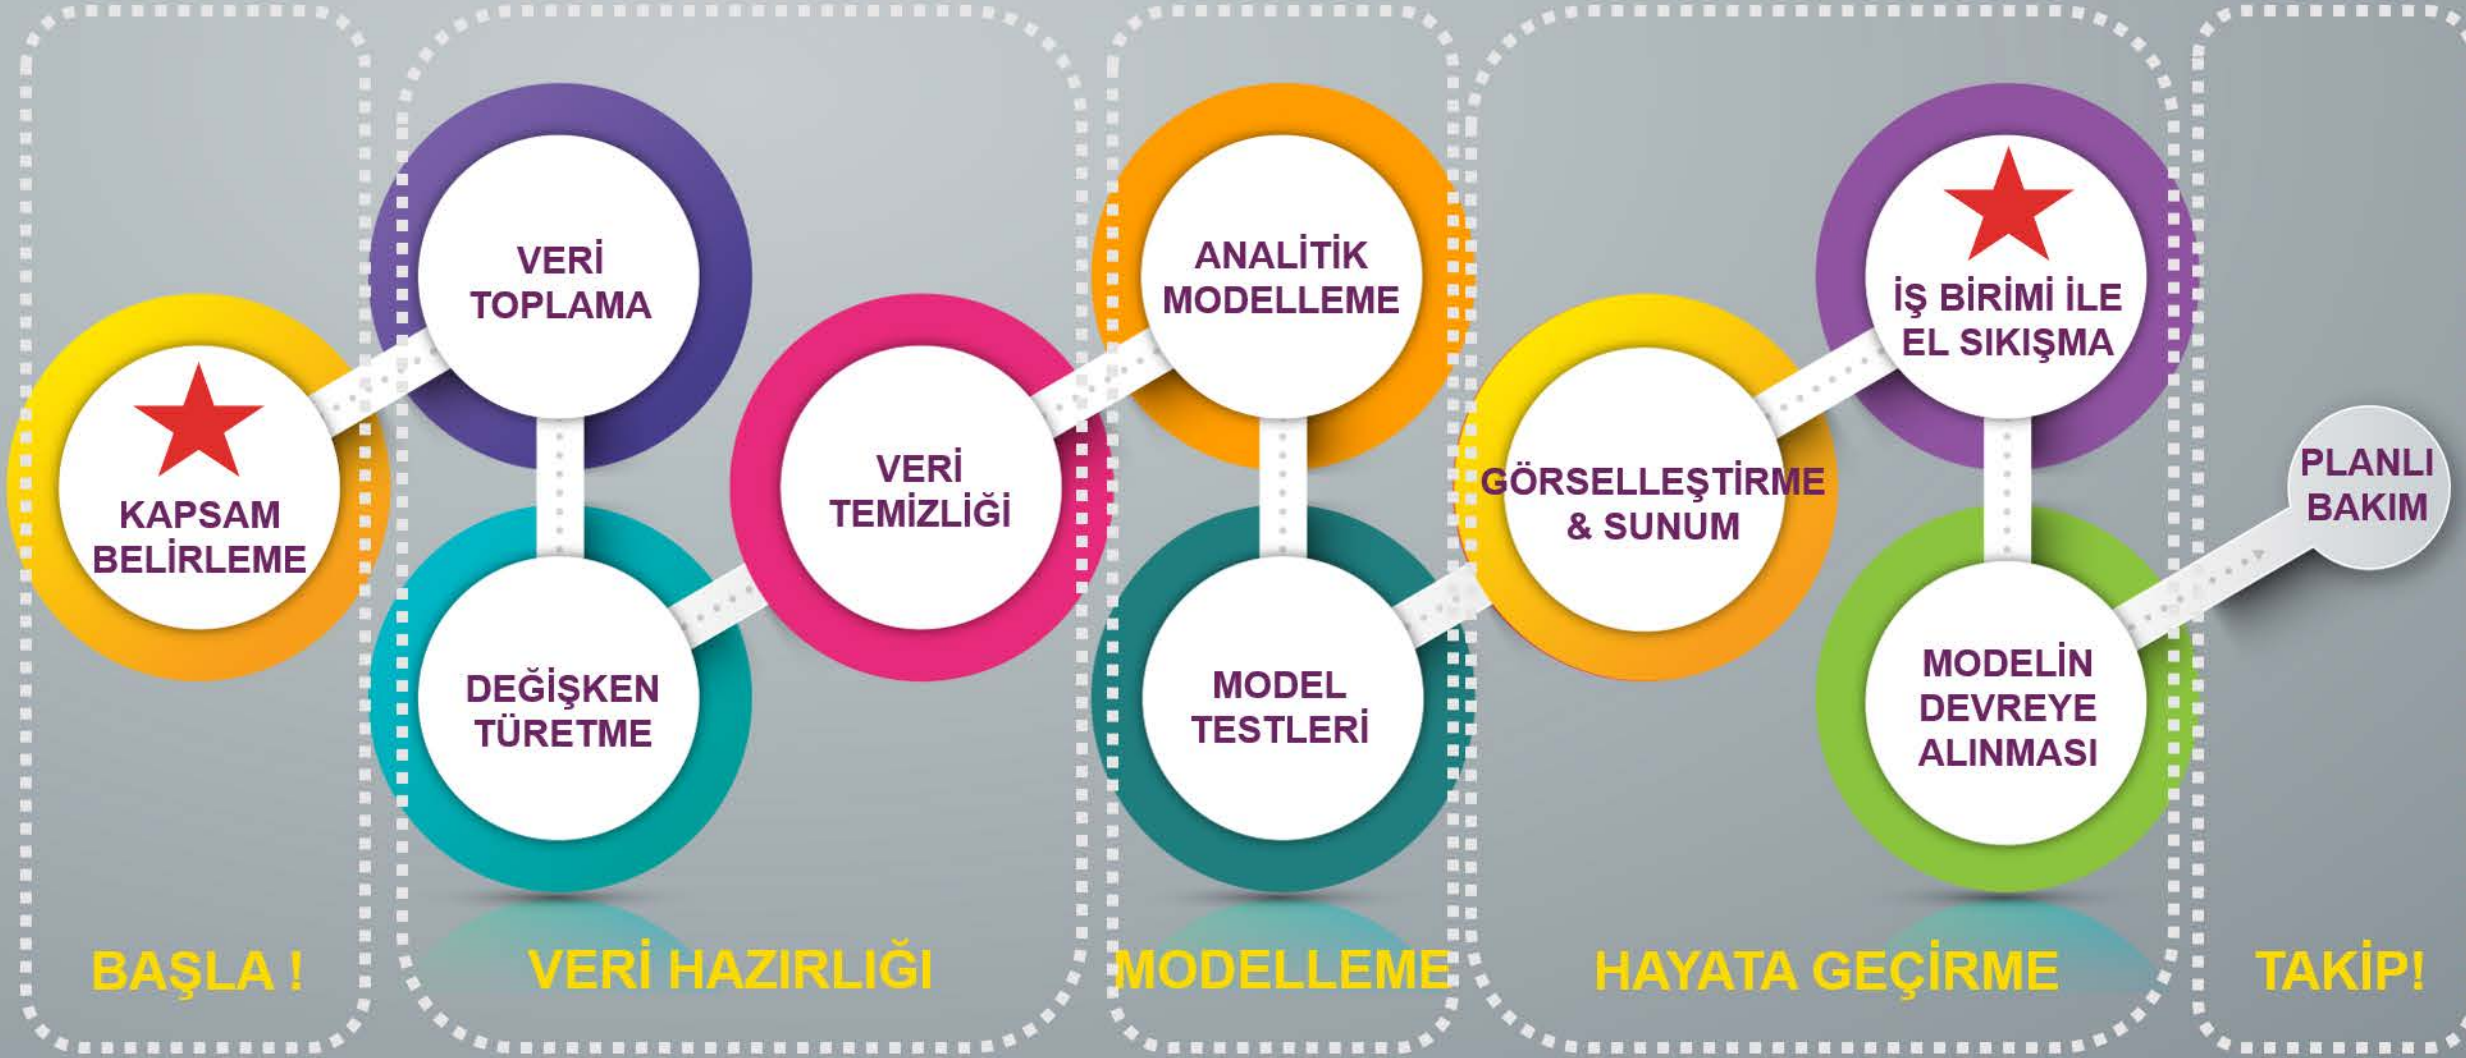 KAPSAM
BELİRLEME
VERİ
TOPLAMA
DEĞİŞKEN
TÜRETME
VERİ
TEMİZLİĞİ
ANALİTİK
MODELLEME
MODEL
TESTLERİ
GÖRSELLEŞTİRME
& SUNUM
İŞ BİRİMİ İLE
EL SIKIŞMA
MODELİN
DEVREYE
ALINMASI
PLANLI
BAKIM
BAŞLA !
VERİ HAZIRLIĞI
MODELLEME
HAYATA GEÇİRME
TAKİP!